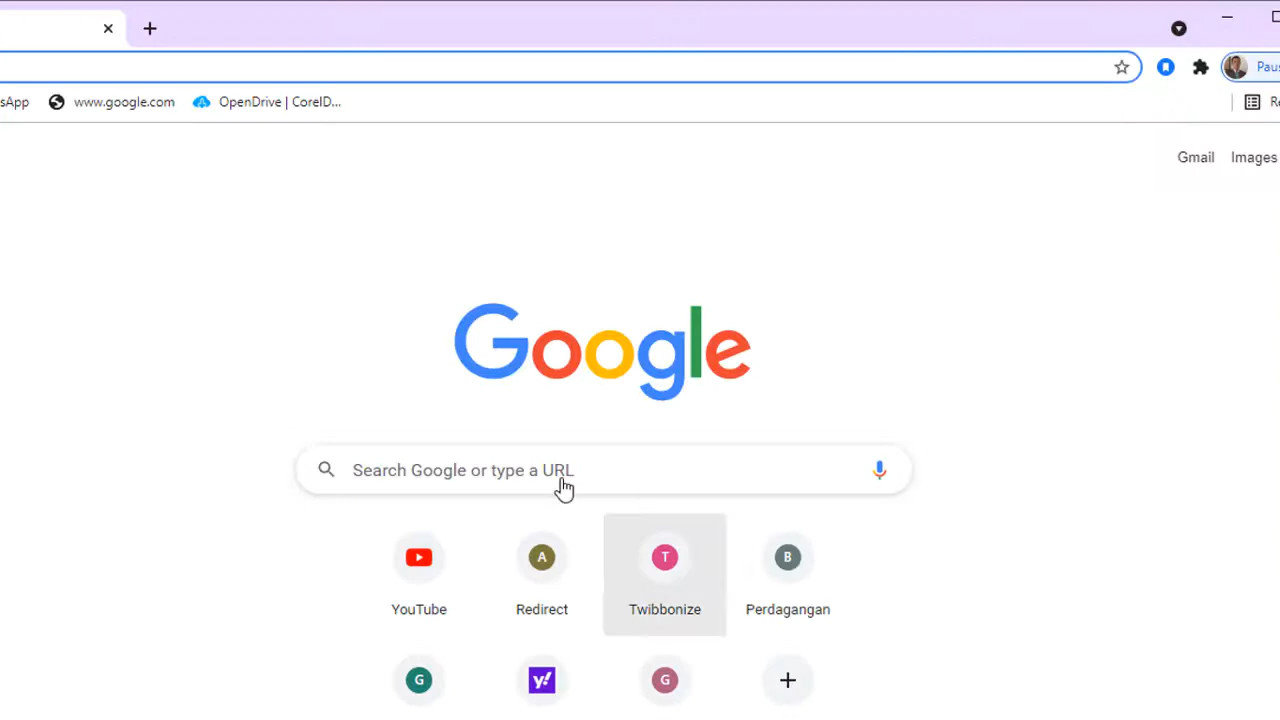 sApp www.google.com OpenDrive | CorelD...
Gmail Images
Google
Search Google or type a URL
A T B
YouTube Redirect Twibbonize Perdagangan
G y! G